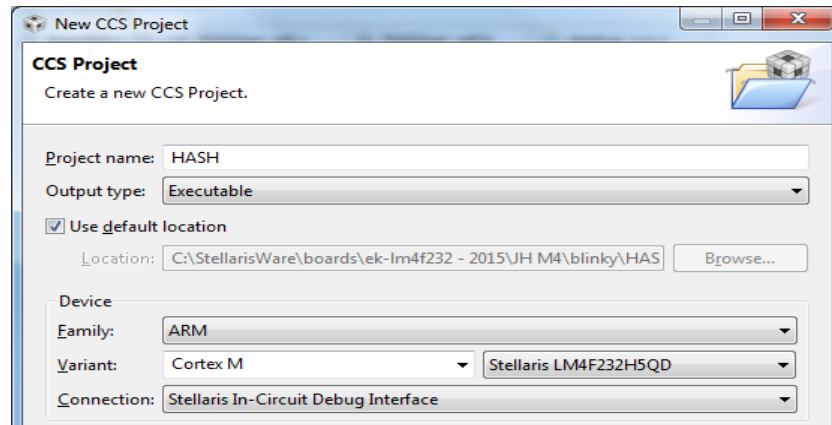 New CCS Project
CCS Project
Create a new CCS Project.
Project name: HASH
Output type: Executable
Use default location
Location: C:\StellarisWare\boards\ek-lm4f232 - 2015\JH M4\blinky\HAS Browse...
Device
Family: ARM
Variant: Cortex M Stellaris LM4F232H5QD
Connection: Stellaris In-Circuit Debug Interface